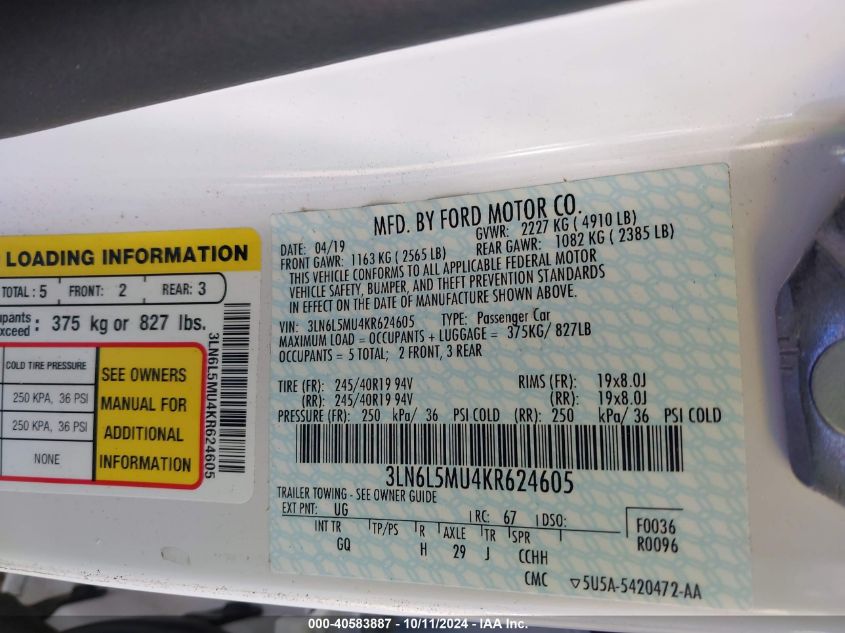 LOADING INFORMATION
TOTAL: 5 FRONT: 2 REAR: 3
375 kg or 827 lbs.
COLD TIRE PRESSURE
250 KPA, 36 PSI
250 KPA, 36 PSI
NONE
SEE OWNERS
MANUAL FOR
ADDITIONAL
INFORMATION
3LN6L5MU4KR624605
MFD. BY FORD MOTOR CO.
DATE: 04/19 GVWR: 2227 KG ( 4910 LB)
FRONT GAWR: 1163 KG ( 2565 LB) REAR GAWR: 1082 KG ( 2385 LB)
THIS VEHICLE CONFORMS TO ALL APPLICABLE FEDERAL MOTOR
VEHICLE SAFETY, BUMPER, AND THEFT PREVENTION STANDARDS
IN EFFECT ON THE DATE OF MANUFACTURE SHOWN ABOVE.
VIN: 3LN6L5MU4KR624605 TYPE: Passenger Car
MAXIMUM LOAD = OCCUPANTS + LUGGAGE = 375KG/ 827LB
OCCUPANTS = 5 TOTAL; 2 FRONT, 3 REAR
TIRE (FR): 245/40R19 94V RIMS (FR): 19x8.0J
(RR): 245/40R19 94V (RR): 19x8.0J
PRESSURE (FR): 250 kPa/ 36 PSI COLD (RR): 250 kPa/ 36 PSI COLD
3LN6L5MU4KR624605
TRAILER TOWING - SEE OWNER GUIDE
EXT PNT: UG RC: 67 DSO: F0036
INT TR TP/PS R AXLE TR SPR R0096
GQ H 29 J CCHH
CMC ▽5U5A-5420472-AA
000-40583887 - 10/11/2024 - IAA Inc.